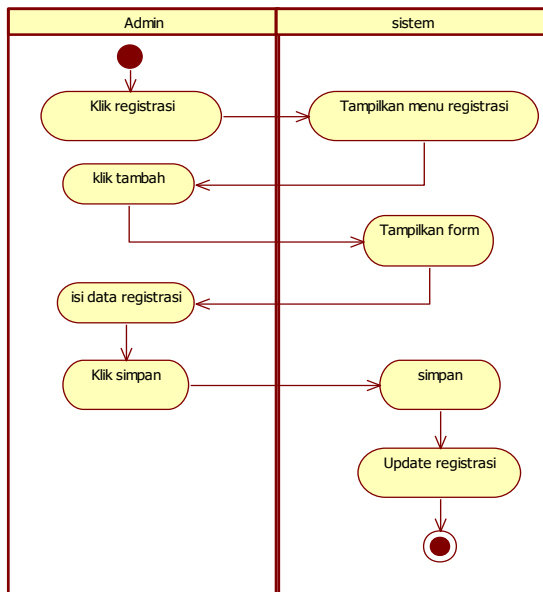 Admin
sistem
Klik registrasi
Tampilkan menu registrasi
klik tambah
Tampilkan form
isi data registrasi
Klik simpan
simpan
Update registrasi